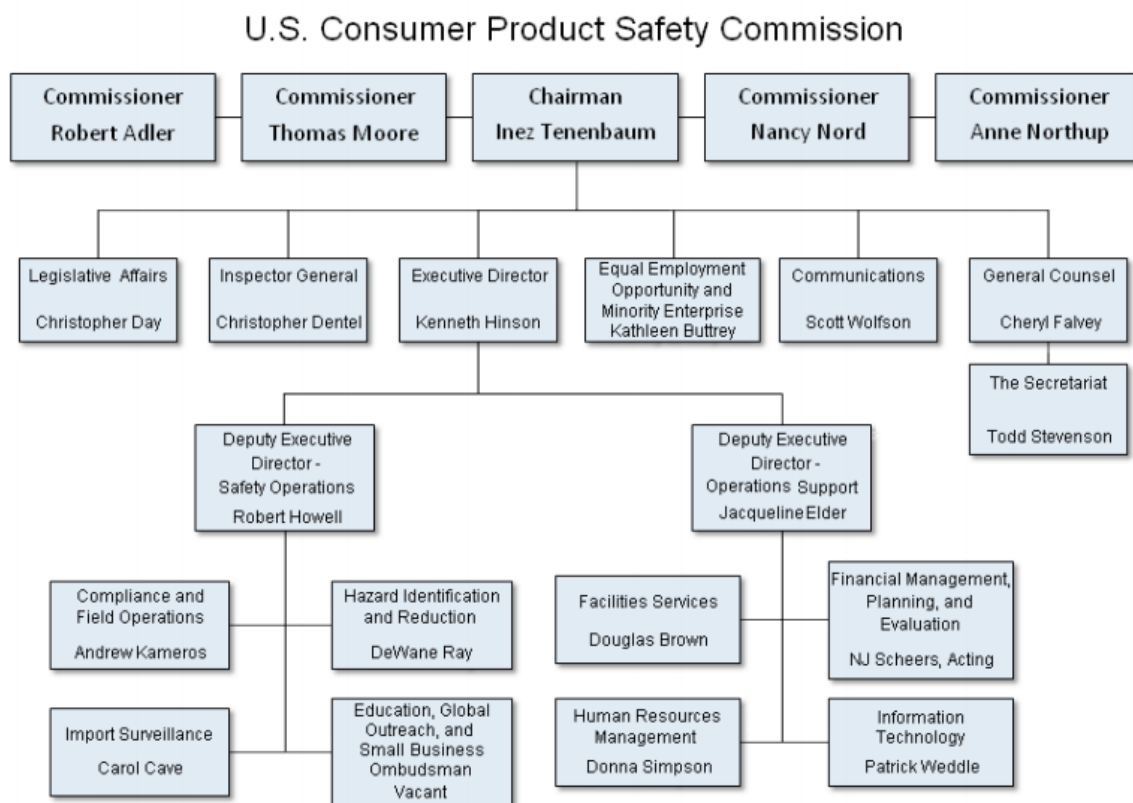 U.S. Consumer Product Safety Commission
Commissioner
Robert Adler
Commissioner
Thomas Moore
Chairman
Inez Tenenbaum
Commissioner
Nancy Nord
Commissioner
Anne Northup
Legislative Affairs
Christopher Day
Inspector General
Christopher Dentel
Executive Director
Kenneth Hinson
Equal Employment
Opportunity and
Minority Enterprise
Kathleen Buttrey
Communications
Scott Wolfson
General Counsel
Cheryl Falvey
The Secretariat
Todd Stevenson
Deputy Executive
Director -
Safety Operations
Robert Howell
Deputy Executive
Director -
Operations Support
Jacqueline Elder
Compliance and
Field Operations
Andrew Kameros
Hazard Identification
and Reduction
DeWane Ray
Facilities Services
Douglas Brown
Financial Management,
Planning, and
Evaluation
NJ Scheers, Acting
Import Surveillance
Carol Cave
Education, Global
Outreach, and
Small Business
Ombudsman
Vacant
Human Resources
Management
Donna Simpson
Information
Technology
Patrick Weddle